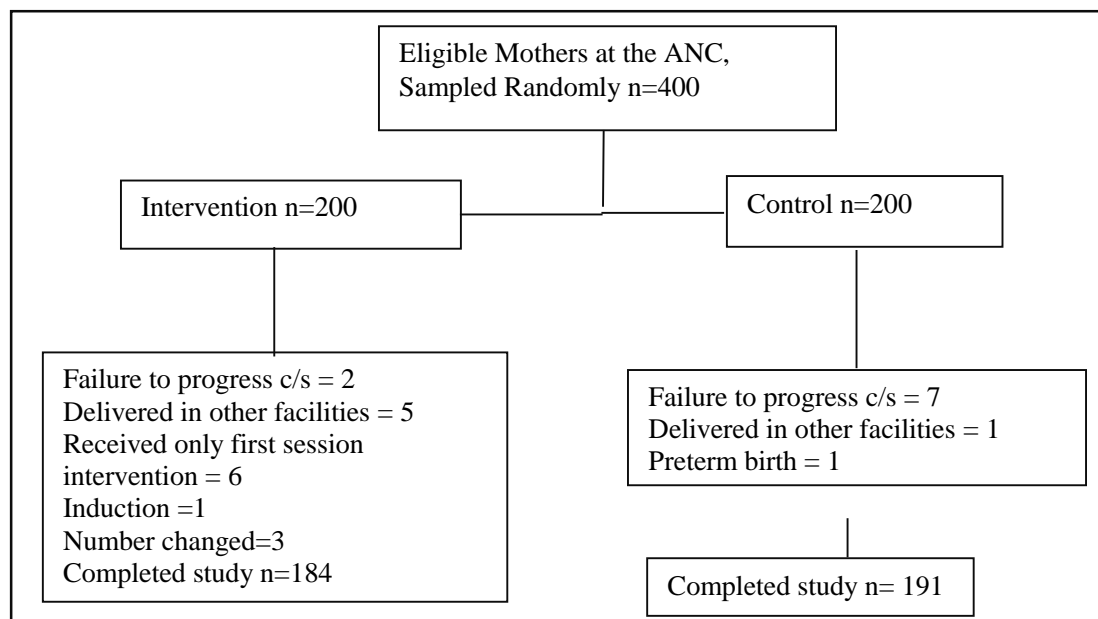 Eligible Mothers at the ANC,
Sampled Randomly n=400
Intervention n=200
Control n=200
Failure to progress c/s = 2
Delivered in other facilities = 5
Received only first session
intervention = 6
Induction =1
Number changed=3
Completed study n=184
Failure to progress c/s = 7
Delivered in other facilities = 1
Preterm birth = 1
Completed study n= 191